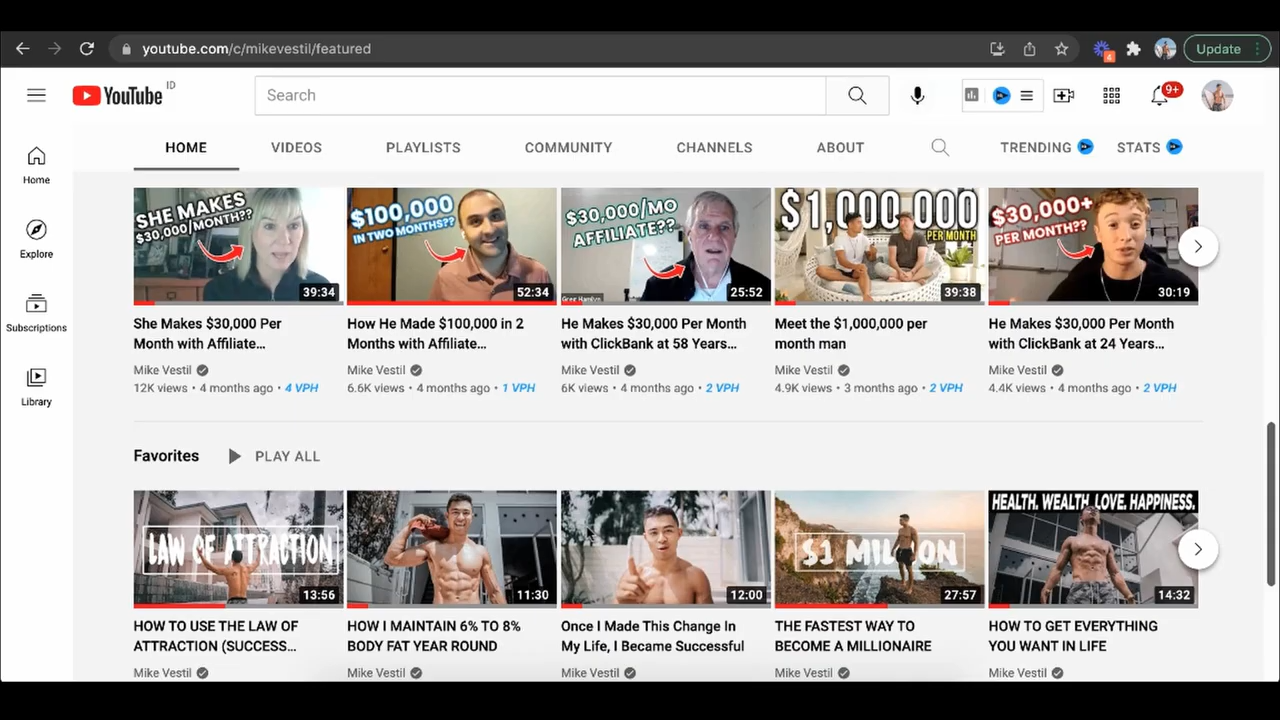 youtube.com/c/mikevestil/featured
Update
YouTube ID
Search
9+
HOME VIDEOS PLAYLISTS COMMUNITY CHANNELS ABOUT TRENDING STATS
Home
Explore
Subscriptions
Library
SHE MAKES
$30,000/MONTH??
39:34
$100,000
IN TWO MONTHS??
52:34
$30,000/MO
AFFILIATE??
Greg Hamlyn
25:52
$1,000,000
PER MONTH
39:38
$30,000+
PER MONTH??
30:19
She Makes $30,000 Per
Month with Affiliate...
Mike Vestil
12K views • 4 months ago • 4 VPH
How He Made $100,000 in 2
Months with Affiliate...
Mike Vestil
6.6K views • 4 months ago • 1 VPH
He Makes $30,000 Per Month
with ClickBank at 58 Years...
Mike Vestil
6K views • 4 months ago • 2 VPH
Meet the $1,000,000 per
month man
Mike Vestil
4.9K views • 3 months ago • 2 VPH
He Makes $30,000 Per Month
with ClickBank at 24 Years...
Mike Vestil
4.4K views • 4 months ago • 2 VPH
Favorites PLAY ALL
LAW OF ATTRACTION
13:56
11:30
12:00
$1 MILLION
27:57
HEALTH. WEALTH. LOVE. HAPPINESS.
14:32
HOW TO USE THE LAW OF
ATTRACTION (SUCCESS...
Mike Vestil
HOW I MAINTAIN 6% TO 8%
BODY FAT YEAR ROUND
Mike Vestil
Once I Made This Change In
My Life, I Became Successful
Mike Vestil
THE FASTEST WAY TO
BECOME A MILLIONAIRE
Mike Vestil
HOW TO GET EVERYTHING
YOU WANT IN LIFE
Mike Vestil